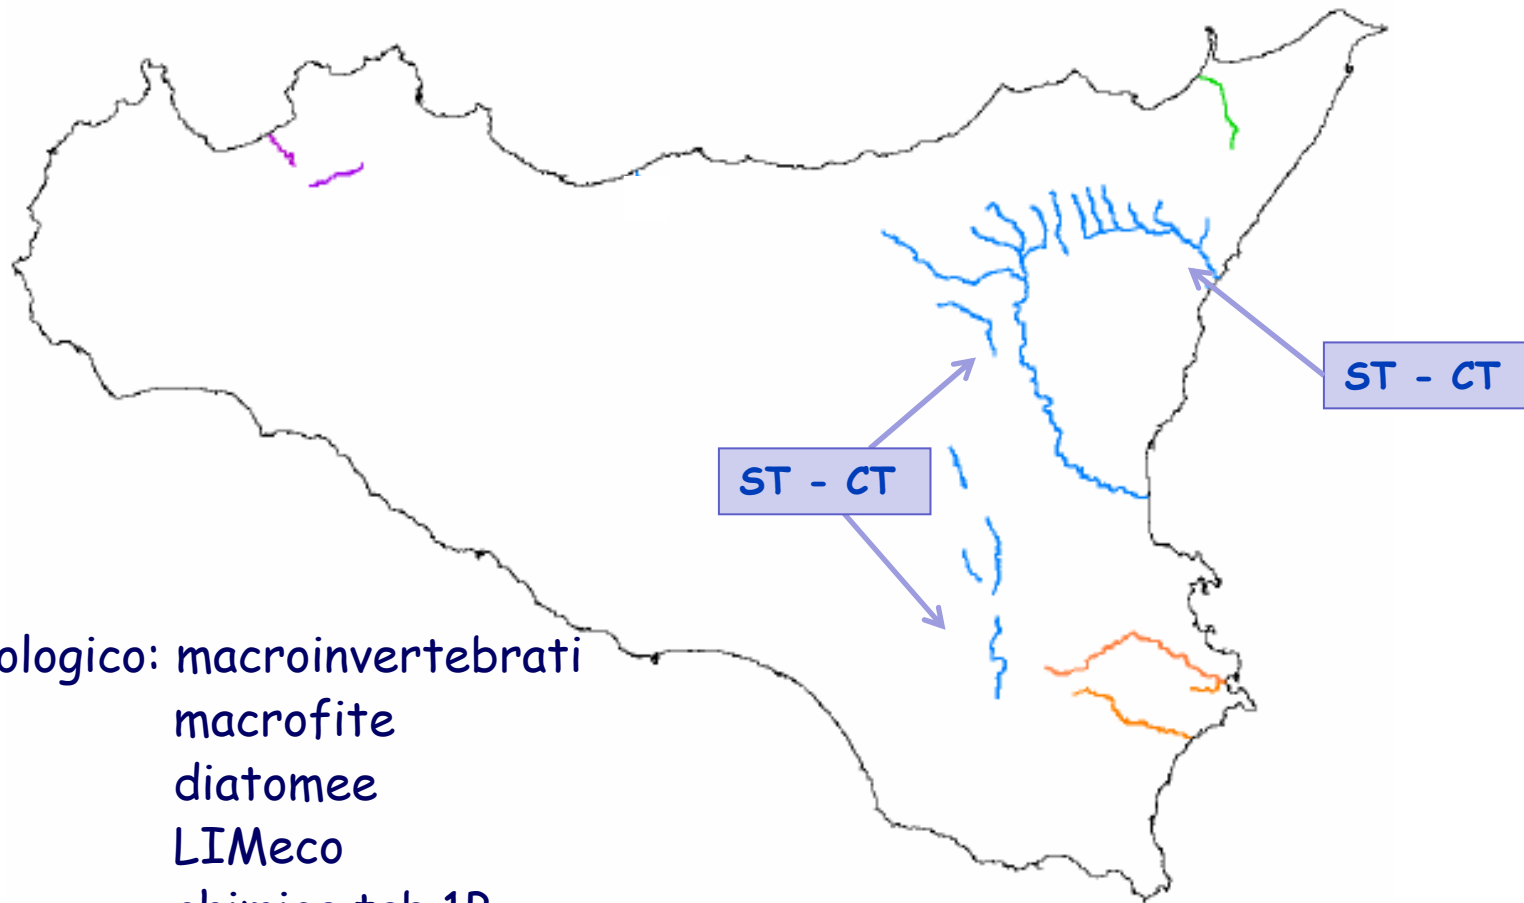 ST - CT
ST - CT
ologico: macroinvertebrati
macrofite
diatomee
LIMeco